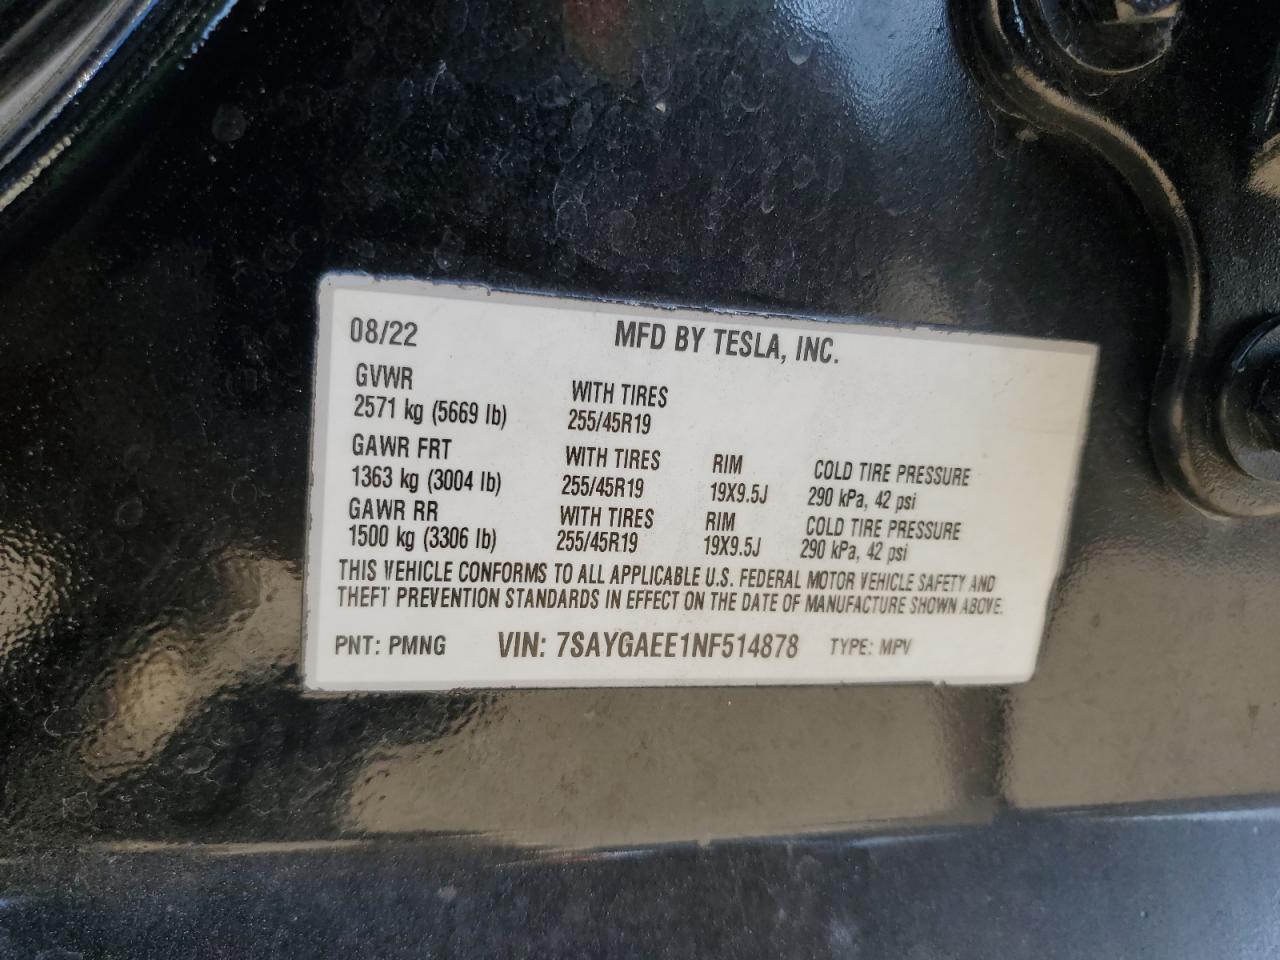 08/22 MFD BY TESLA, INC.
GVWR WITH TIRES
2571 kg (5669 lb) 255/45R19
GAWR FRT WITH TIRES RIM COLD TIRE PRESSURE
1363 kg (3004 lb) 255/45R19 19X9.5J 290 kPa, 42 psi
GAWR RR WITH TIRES RIM COLD TIRE PRESSURE
1500 kg (3306 lb) 255/45R19 19X9.5J 290 kPa, 42 psi
THIS VEHICLE CONFORMS TO ALL APPLICABLE U.S. FEDERAL MOTOR VEHICLE SAFETY AND
THEFT PREVENTION STANDARDS IN EFFECT ON THE DATE OF MANUFACTURE SHOWN ABOVE.
PNT: PMNG VIN: 7SAYGAEE1NF514878 TYPE: MPV